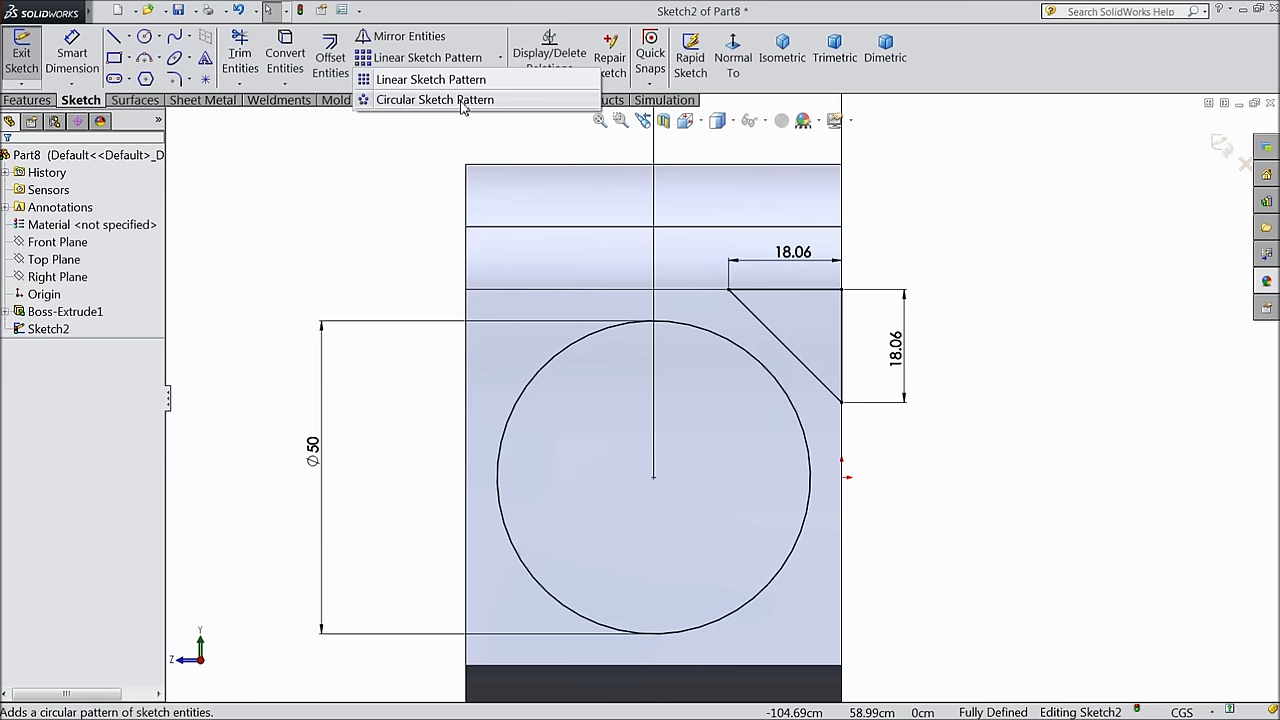 SOLIDWORKS
Sketch2 of Part8 *
Search SolidWorks Help
Exit Sketch
Smart Dimension
Trim Entities
Convert Entities
Offset Entities
Mirror Entities
Linear Sketch Pattern
Display/Delete
Repair
Quick Snaps
Rapid Sketch
Normal To
Isometric
Trimetric
Dimetric
Linear Sketch Pattern
Circular Sketch Pattern
Features
Sketch
Surfaces
Sheet Metal
Weldments
Mold
ucts
Simulation
Part8 (Default<<Default>_D
History
Sensors
Annotations
Material <not specified>
Front Plane
Top Plane
Right Plane
Origin
Boss-Extrude1
Sketch2
18.06
18.06
Ø50
Y
Z
Adds a circular pattern of sketch entities.
-104.69cm
58.99cm
0cm
Fully Defined
Editing Sketch2
CGS